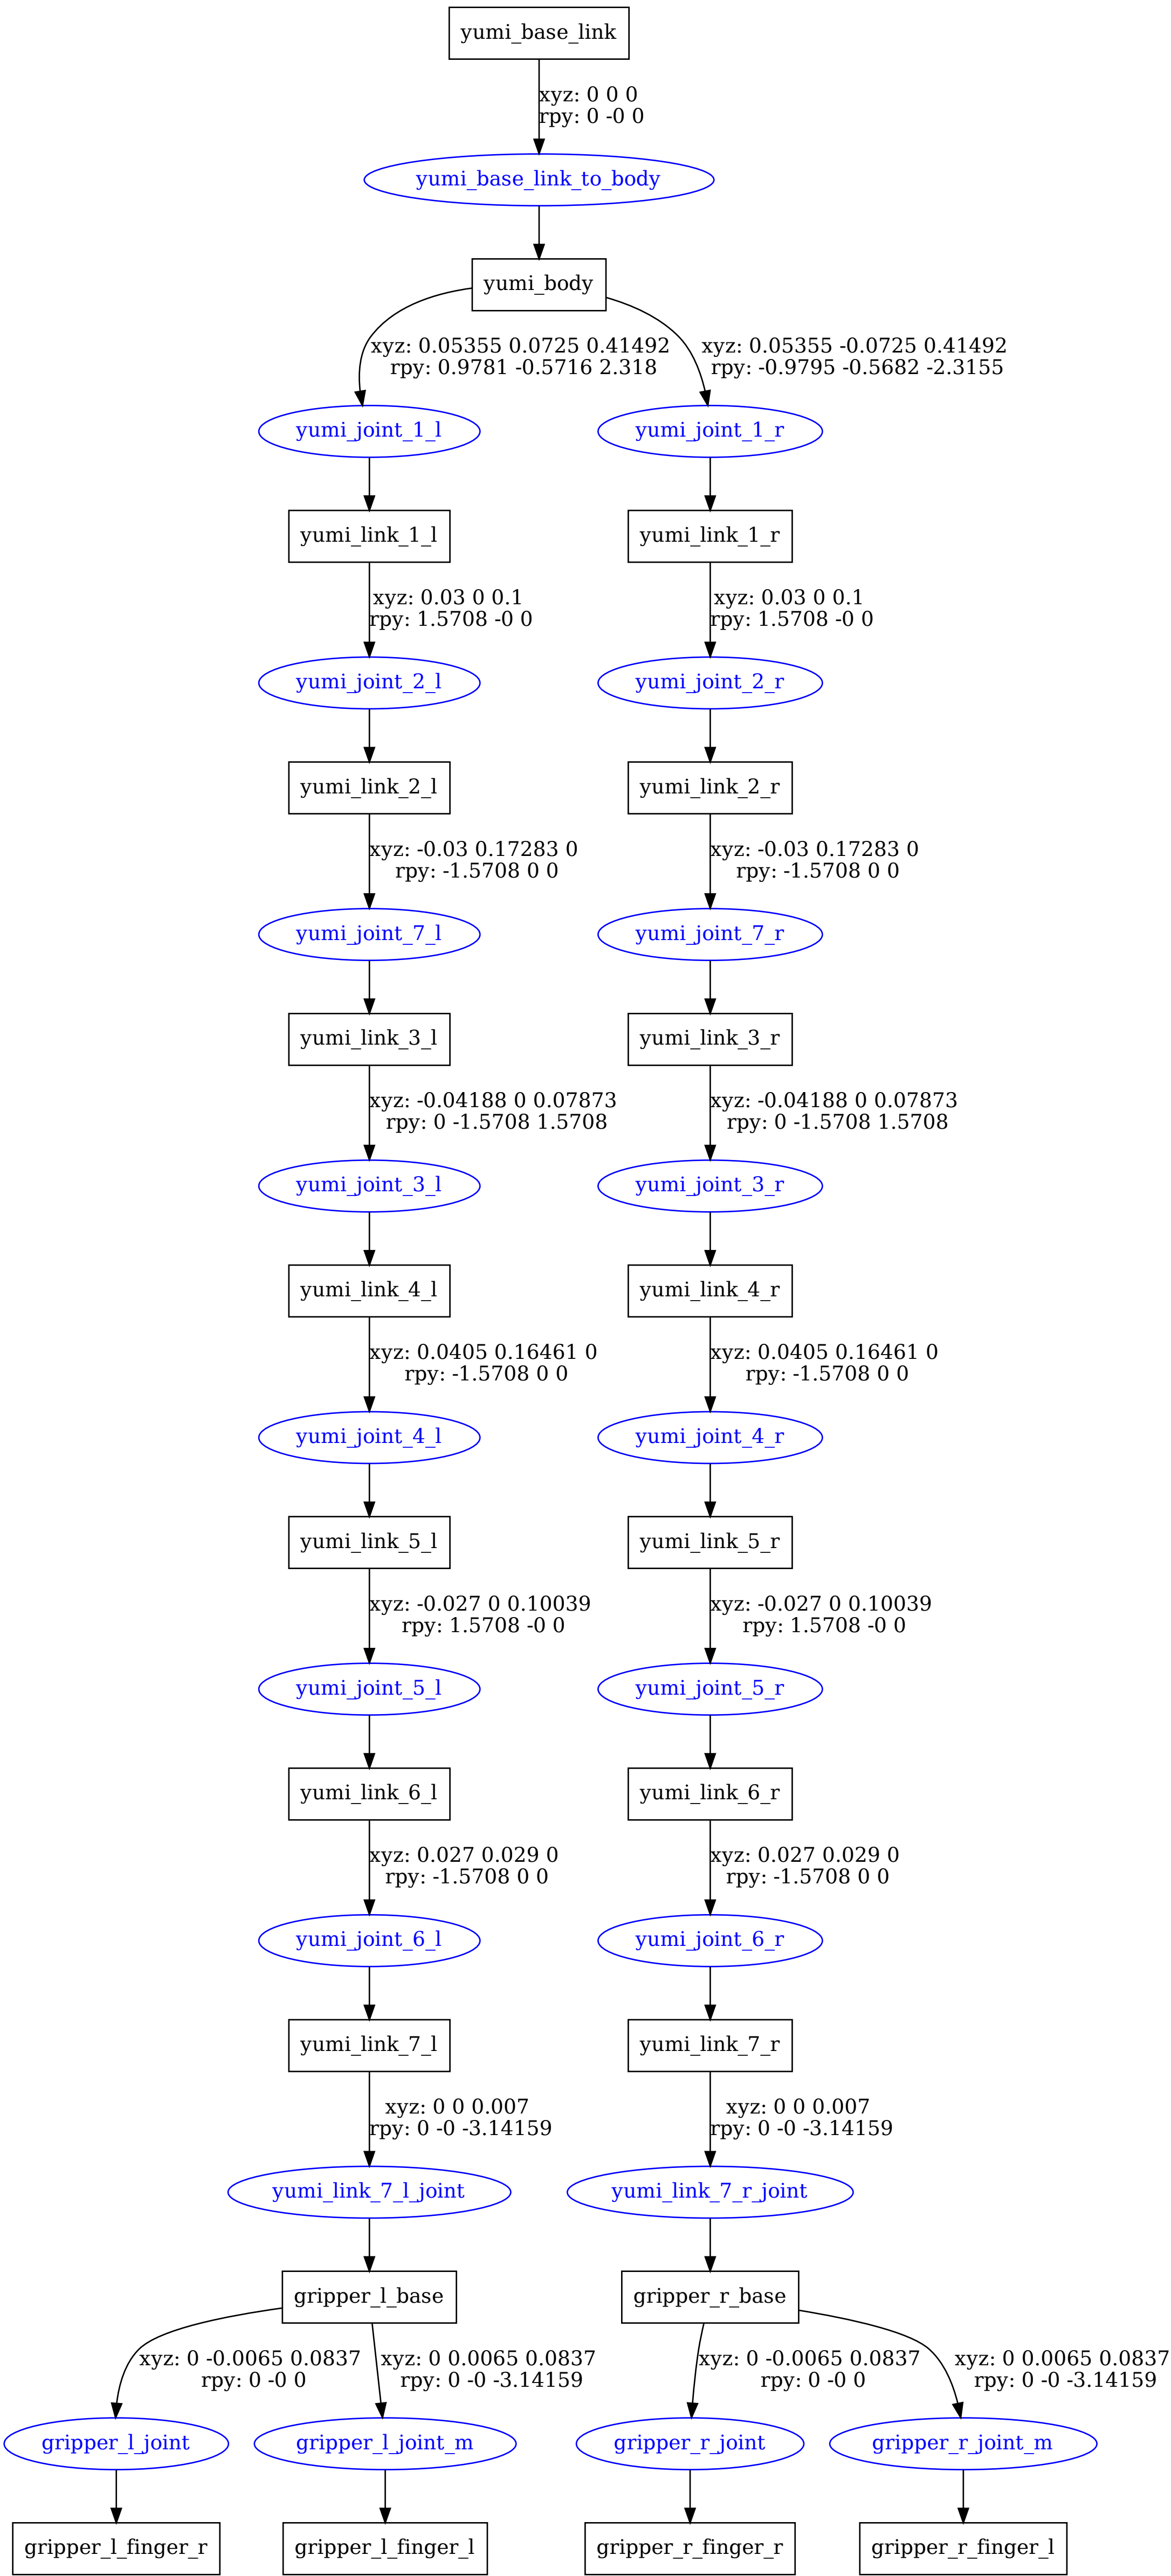 yumi_base_link
xyz: 0 0 0
rpy: 0 -0 0
yumi_base_link_to_body
yumi_body
xyz: 0.05355 0.0725 0.41492
rpy: 0.9781 -0.5716 2.318
xyz: 0.05355 -0.0725 0.41492
rpy: -0.9795 -0.5682 -2.3155
yumi_joint_1_l
yumi_joint_1_r
yumi_link_1_l
yumi_link_1_r
xyz: 0.03 0 0.1
rpy: 1.5708 -0 0
xyz: 0.03 0 0.1
rpy: 1.5708 -0 0
yumi_joint_2_l
yumi_joint_2_r
yumi_link_2_l
yumi_link_2_r
xyz: -0.03 0.17283 0
rpy: -1.5708 0 0
xyz: -0.03 0.17283 0
rpy: -1.5708 0 0
yumi_joint_7_l
yumi_joint_7_r
yumi_link_3_l
yumi_link_3_r
xyz: -0.04188 0 0.07873
rpy: 0 -1.5708 1.5708
xyz: -0.04188 0 0.07873
rpy: 0 -1.5708 1.5708
yumi_joint_3_l
yumi_joint_3_r
yumi_link_4_l
yumi_link_4_r
xyz: 0.0405 0.16461 0
rpy: -1.5708 0 0
xyz: 0.0405 0.16461 0
rpy: -1.5708 0 0
yumi_joint_4_l
yumi_joint_4_r
yumi_link_5_l
yumi_link_5_r
xyz: -0.027 0 0.10039
rpy: 1.5708 -0 0
xyz: -0.027 0 0.10039
rpy: 1.5708 -0 0
yumi_joint_5_l
yumi_joint_5_r
yumi_link_6_l
yumi_link_6_r
xyz: 0.027 0.029 0
rpy: -1.5708 0 0
xyz: 0.027 0.029 0
rpy: -1.5708 0 0
yumi_joint_6_l
yumi_joint_6_r
yumi_link_7_l
yumi_link_7_r
xyz: 0 0 0.007
rpy: 0 -0 -3.14159
xyz: 0 0 0.007
rpy: 0 -0 -3.14159
yumi_link_7_l_joint
yumi_link_7_r_joint
gripper_l_base
gripper_r_base
xyz: 0 -0.0065 0.0837
rpy: 0 -0 0
xyz: 0 0.0065 0.0837
rpy: 0 -0 -3.14159
xyz: 0 -0.0065 0.0837
rpy: 0 -0 0
xyz: 0 0.0065 0.0837
rpy: 0 -0 -3.14159
gripper_l_joint
gripper_l_joint_m
gripper_r_joint
gripper_r_joint_m
gripper_l_finger_r
gripper_l_finger_l
gripper_r_finger_r
gripper_r_finger_l